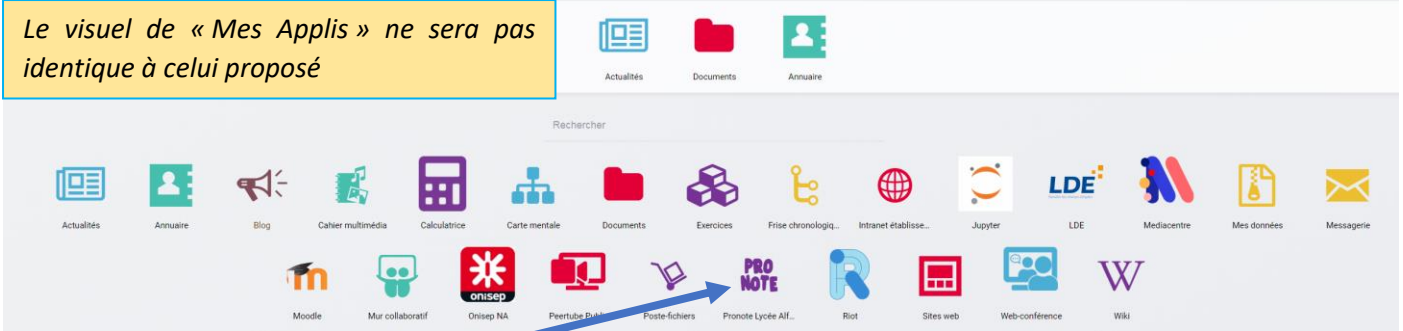 Le visuel de « Mes Applis » ne sera pas
identique à celui proposé
Actualités Documents Annuaire
Rechercher
LDE
Actualités Annuaire Blog Cahier multimédia Calculatrice Carte mentale Documents Exercices Frise chronologiq... Intranet établisse... Jupyter LDE Mediacentre Mes données Messagerie
onisep
PRO
NOTE
W
Moodle Mur collaboratif Onisep NA Peertube Poste-fichiers Pronote Lycée Alf... Riot Sites web Web-conférence Wiki